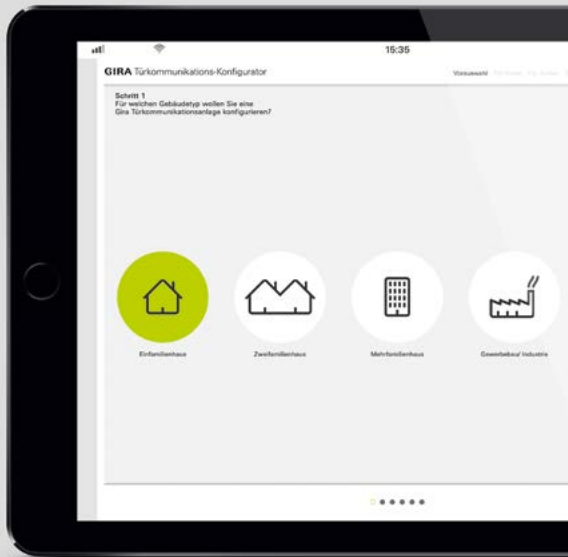 15:35
GIRA Türkommunikations-Konfigurator
Vorauswahl
Schritt 1
Für welchen Gebäudetyp wollen Sie eine
Gira Türkommunikationsanlage konfigurieren?
Einfamilienhaus
Zweifamilienhaus
Mehrfamilienhaus
Gewerbebau/ Industrie